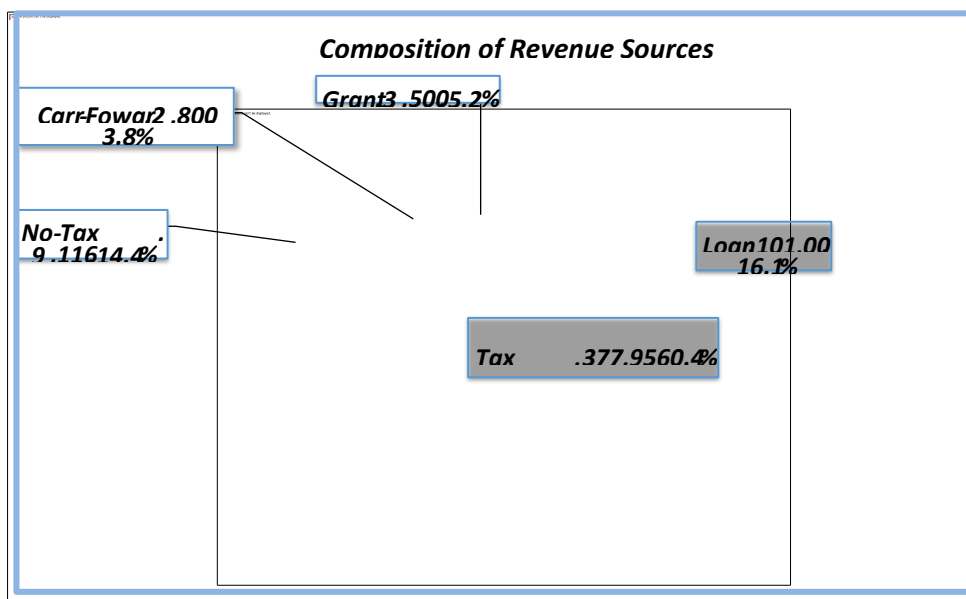 Composition of Revenue Sources
Grant3 .5005.2%
Carr-Fowar2 .800
3.8%
No-Tax .
9 .11614.4%
Loan101.00
16.1%
Tax .377.9560.4%